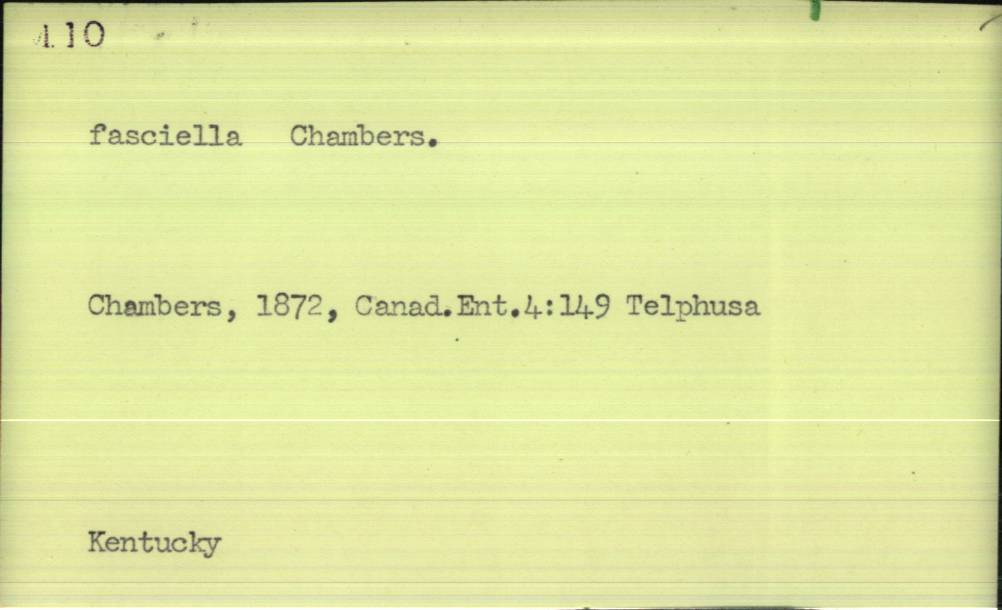 110
fasciella Chambers.
Chambers, 1872, Canad.Ent.4:149 Telphusa
Kentucky